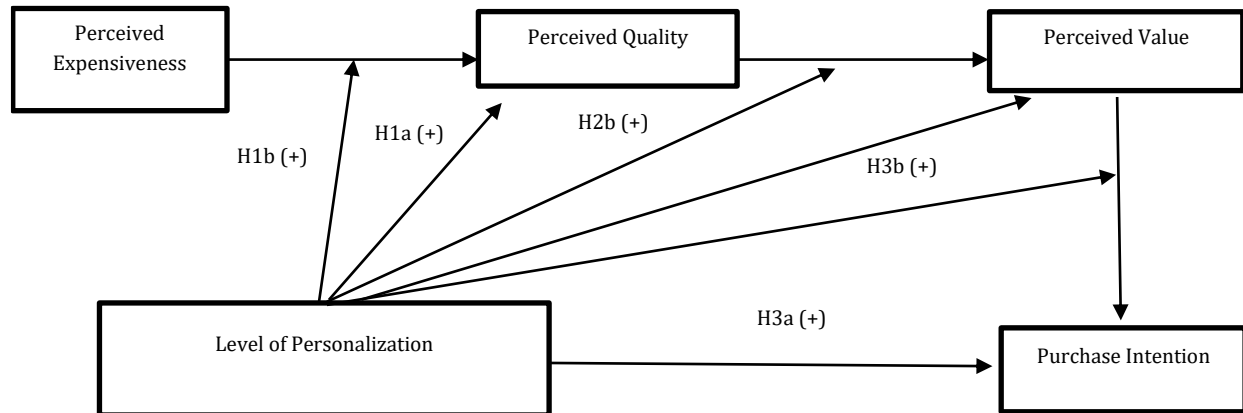 Perceived
Expensiveness
Perceived Quality
Perceived Value
H1b (+)
H1a (+)
H2b (+)
H3b (+)
Level of Personalization
H3a (+)
Purchase Intention